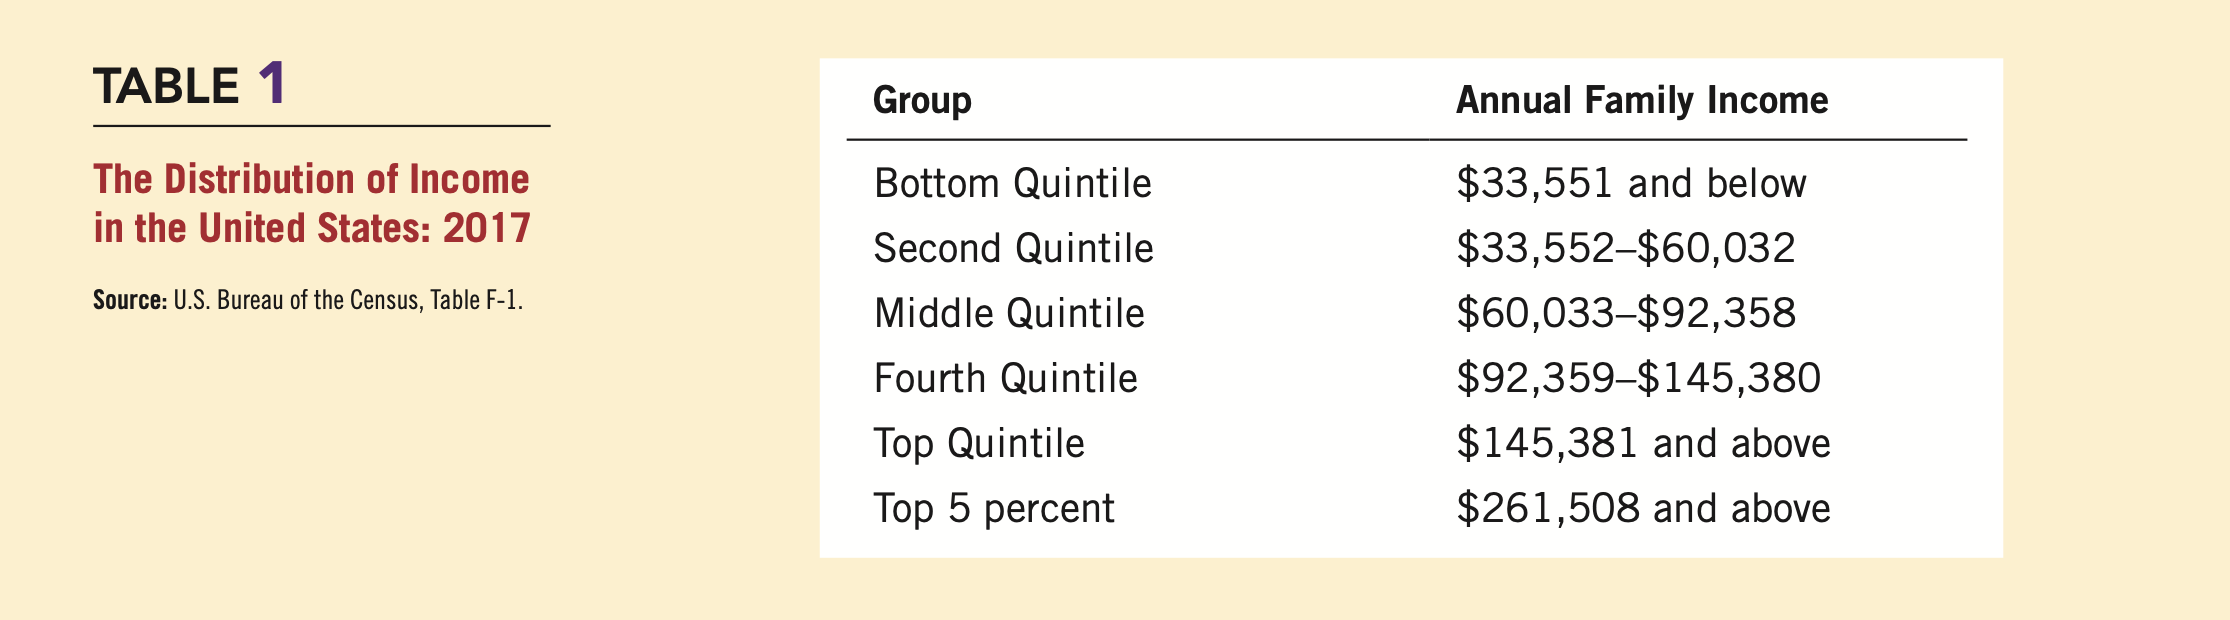 TABLE 1
The Distribution of Income
in the United States: 2017
Source: U.S. Bureau of the Census, Table F-1.
Group Annual Family Income
Bottom Quintile $33,551 and below
Second Quintile $33,552–$60,032
Middle Quintile $60,033–$92,358
Fourth Quintile $92,359–$145,380
Top Quintile $145,381 and above
Top 5 percent $261,508 and above